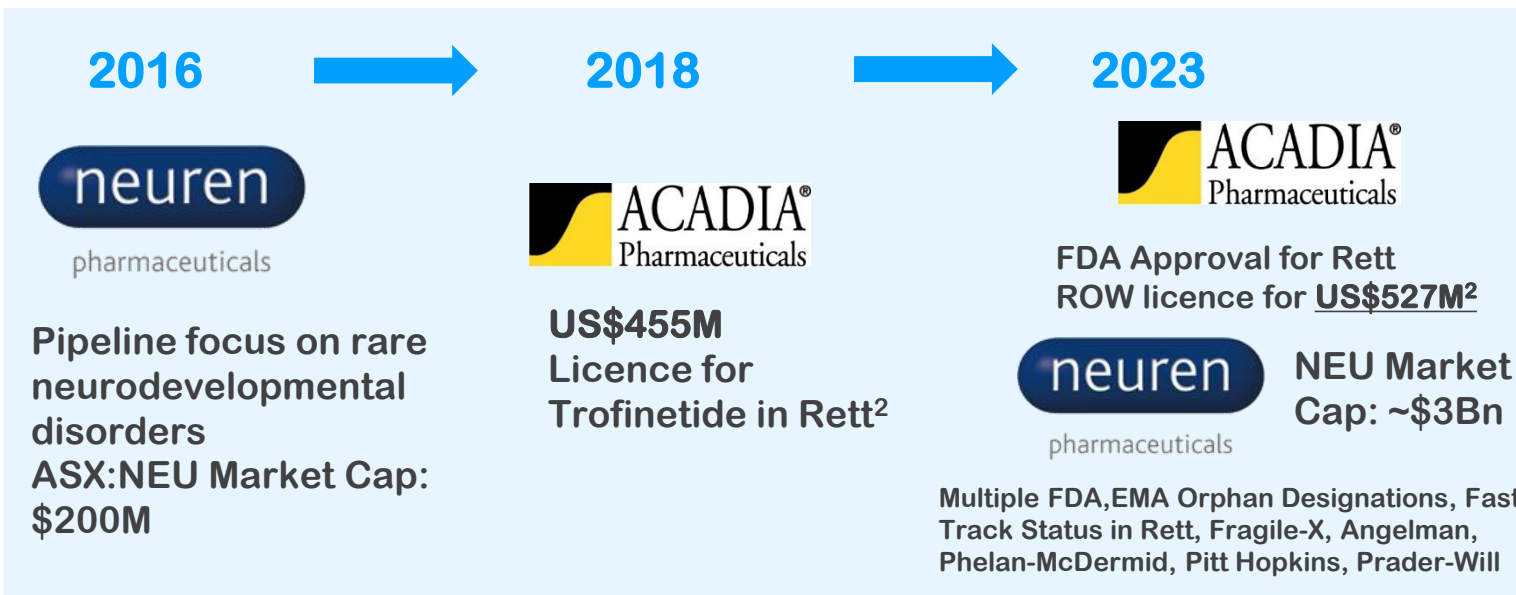 2016
2018
2023
neuren
pharmaceuticals
Pipeline focus on rare
neurodevelopmental
disorders
ASX:NEU Market Cap:
$200M
ACADIA®
Pharmaceuticals
US$455M
Licence for
Trofinetide in Rett²
ACADIA®
Pharmaceuticals
FDA Approval for Rett
ROW licence for US$527M²
neuren
pharmaceuticals
NEU Market
Cap: ~$3Bn
Multiple FDA,EMA Orphan Designations, Fast
Track Status in Rett, Fragile-X, Angelman,
Phelan-McDermid, Pitt Hopkins, Prader-Will